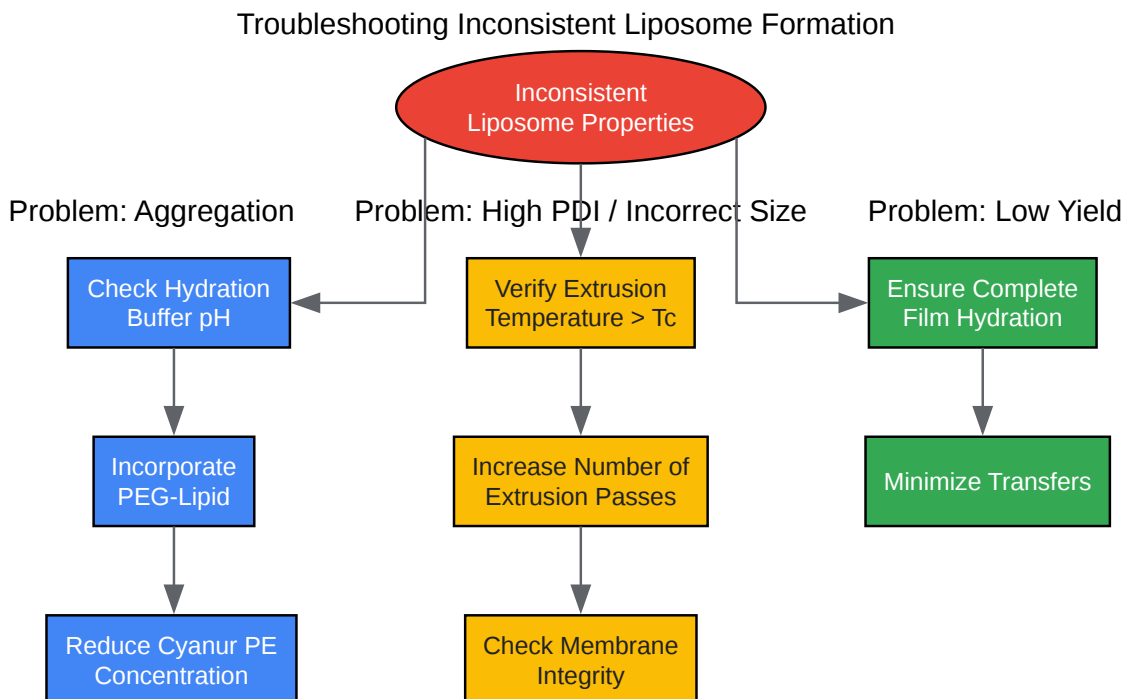 Troubleshooting Inconsistent Liposome Formation
Inconsistent
Liposome Properties
Problem: Aggregation
Problem: High PDI / Incorrect Size
Problem: Low Yield
Check Hydration
Buffer pH
Verify Extrusion
Temperature > Tc
Ensure Complete
Film Hydration
Incorporate
PEG-Lipid
Increase Number of
Extrusion Passes
Minimize Transfers
Reduce Cyanur PE
Concentration
Check Membrane
Integrity